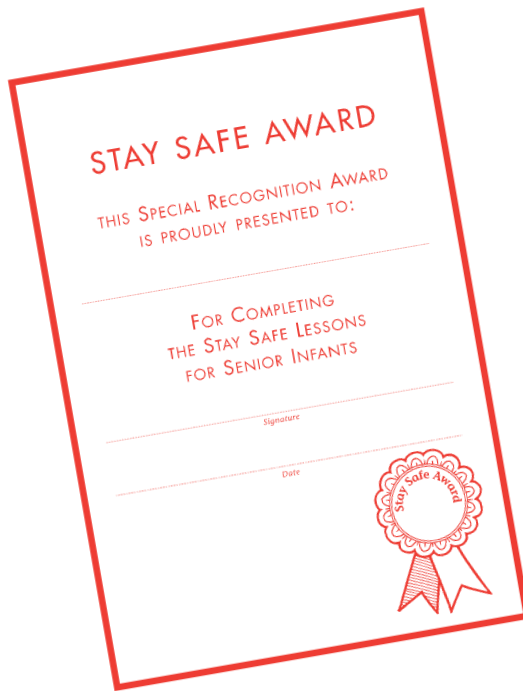 STAY SAFE AWARD
THIS SPECIAL RECOGNITION AWARD
IS PROUDLY PRESENTED TO:
FOR COMPLETING
THE STAY SAFE LESSONS
FOR SENIOR INFANTS
Signature
Date
Stay Safe Award